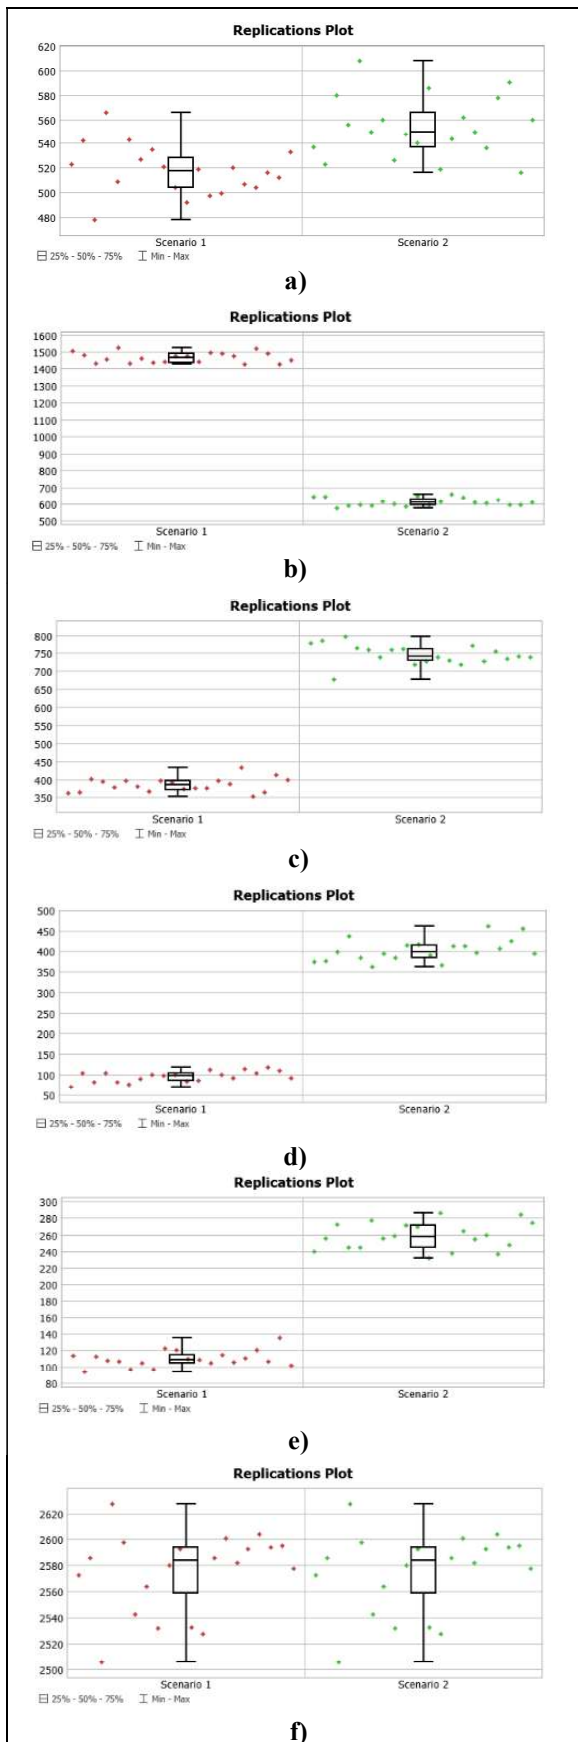 Replications Plot
620
600
580
560
540
520
500
480
Scenario 1 Scenario 2
25% - 50% - 75% Min - Max
a)
Replications Plot
1600
1500
1400
1300
1200
1100
1000
900
800
700
600
500
Scenario 1 Scenario 2
25% - 50% - 75% Min - Max
b)
Replications Plot
800
750
700
650
600
550
500
450
400
350
Scenario 1 Scenario 2
25% - 50% - 75% Min - Max
c)
Replications Plot
500
450
400
350
300
250
200
150
100
50
Scenario 1 Scenario 2
25% - 50% - 75% Min - Max
d)
Replications Plot
300
280
260
240
220
200
180
160
140
120
100
80
Scenario 1 Scenario 2
25% - 50% - 75% Min - Max
e)
Replications Plot
2620
2600
2580
2560
2540
2520
2500
Scenario 1 Scenario 2
25% - 50% - 75% Min - Max
f)